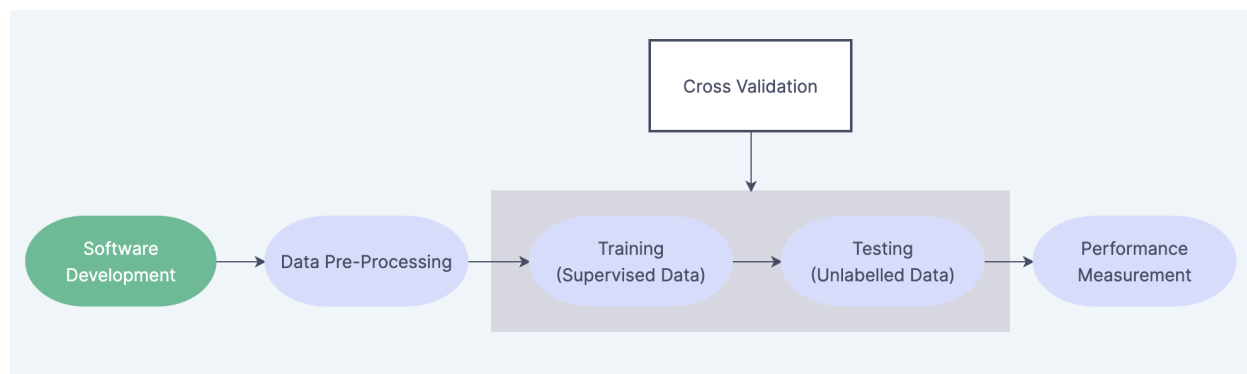 Cross Validation
Software
Development
Data Pre-Processing
Training
(Supervised Data)
Testing
(Unlabelled Data)
Performance
Measurement